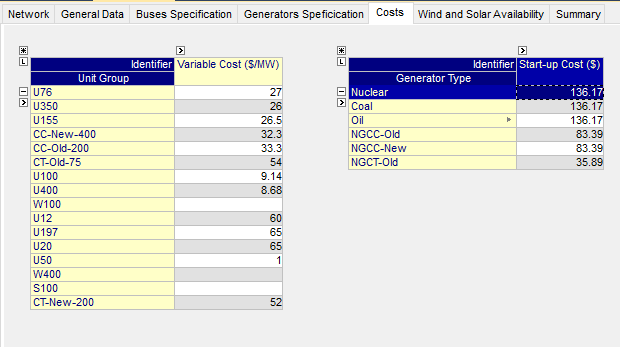 Network General Data Buses Specification Generators Speficication Costs Wind and Solar Availability Summary
Identifier Variable Cost ($/MW)
Unit Group
U76 27
U350 26
U155 26.5
CC-New-400 32.3
CC-Old-200 33.3
CT-Old-75 54
U100 9.14
U400 8.68
W100
U12 60
U197 65
U20 65
U50 1
W400
S100
CT-New-200 52
Identifier Start-up Cost ($)
Generator Type
Nuclear 136.17
Coal 136.17
Oil 136.17
NGCC-Old 83.39
NGCC-New 83.39
NGCT-Old 35.89